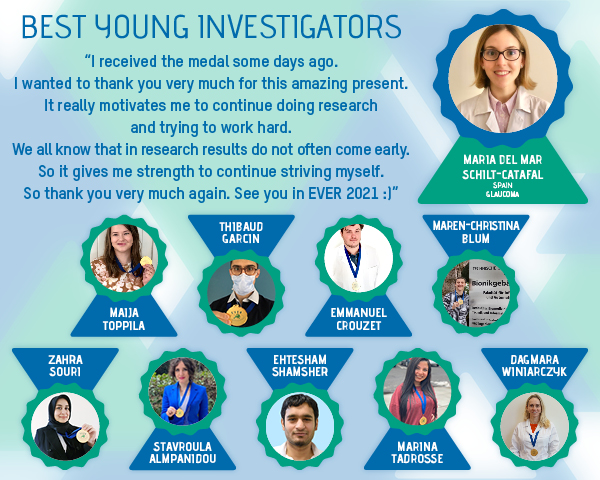 BEST YOUNG INVESTIGATORS
“I received the medal some days ago.
I wanted to thank you very much for this amazing present.
It really motivates me to continue doing research
and trying to work hard.
We all know that in research results do not often come early.
So it gives me strength to continue striving myself.
So thank you very much again. See you in EVER 2021 :)”
MARIA DEL MAR
SCHILT-CATAFAL
SPAIN
GLAUCOMA
MAIJA
TOPPILA
THIBAUD
GARCIN
EMMANUEL
CROUZET
MAREN-CHRISTINA
BLUM
TECHNISCHE
Bionikgebä
ZAHRA
SOURI
STAVROULA
ALMPANIDOU
EHTESHAM
SHAMSHER
MARINA
TADROSSE
DAGMARA
WINIARCZYK